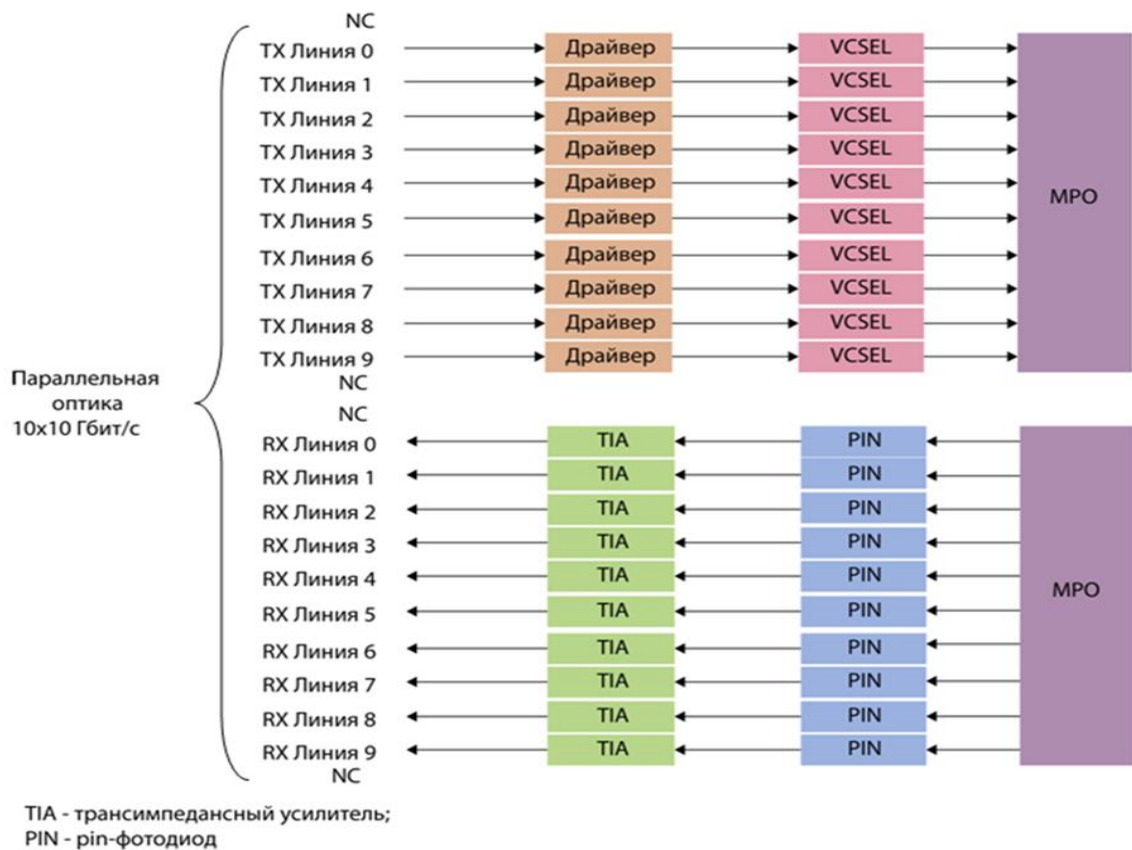 NC
TX Линия 0 Драйвер VCSEL
TX Линия 1 Драйвер VCSEL
TX Линия 2 Драйвер VCSEL
TX Линия 3 Драйвер VCSEL
TX Линия 4 Драйвер VCSEL
MPO
TX Линия 5 Драйвер VCSEL
TX Линия 6 Драйвер VCSEL
TX Линия 7 Драйвер VCSEL
TX Линия 8 Драйвер VCSEL
TX Линия 9 Драйвер VCSEL
NC
Параллельная
оптика
10x10 Гбит/с
NC
RX Линия 0 TIA PIN
RX Линия 1 TIA PIN
RX Линия 2 TIA PIN
RX Линия 3 TIA PIN
RX Линия 4 TIA PIN
MPO
RX Линия 5 TIA PIN
RX Линия 6 TIA PIN
RX Линия 7 TIA PIN
RX Линия 8 TIA PIN
RX Линия 9 TIA PIN
NC
TIA - трансимпедансный усилитель;
PIN - pin-фотодиод